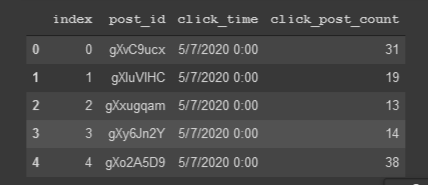 index post_id click_time click_post_count
0 0 gXvC9ucx 5/7/2020 0:00 31
1 1 gXluVlHC 5/7/2020 0:00 19
2 2 gXxugqam 5/7/2020 0:00 13
3 3 gXy6Jn2Y 5/7/2020 0:00 14
4 4 gXo2A5D9 5/7/2020 0:00 38